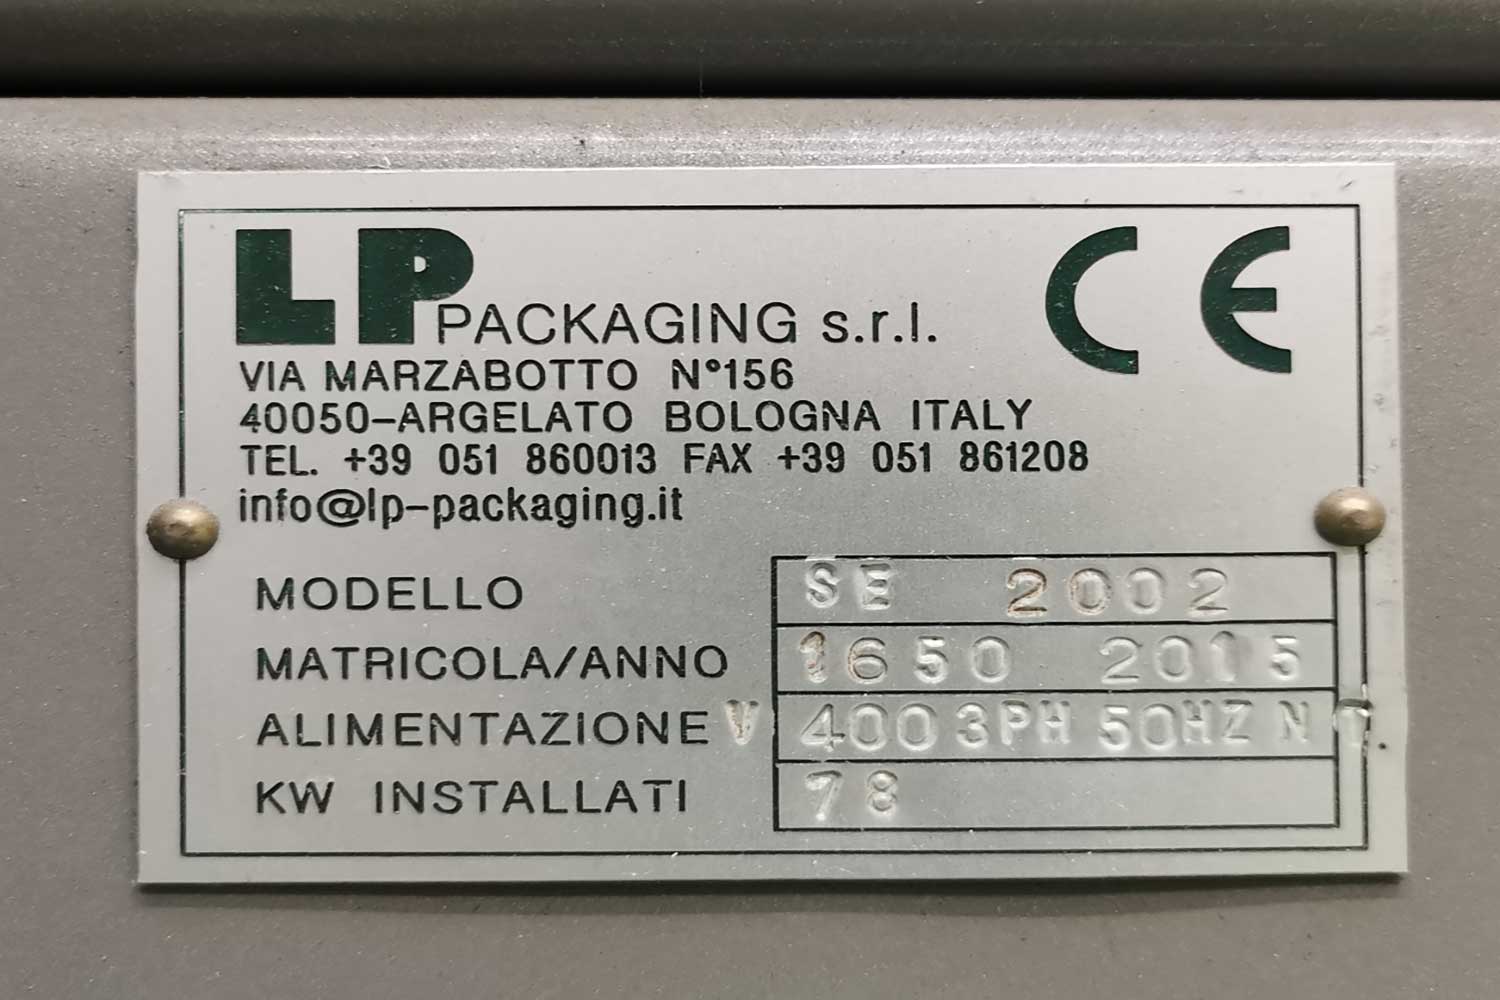 LP PACKAGING s.r.l. CE
VIA MARZABOTTO N°156
40050-ARGELATO BOLOGNA ITALY
TEL. +39 051 860013 FAX +39 051 861208
info@lp-packaging.it
MODELLO SE 2002
MATRICOLA/ANNO 1650 2015
ALIMENTAZIONE V 400 3PH 50HZ N T
KW INSTALLATI 78